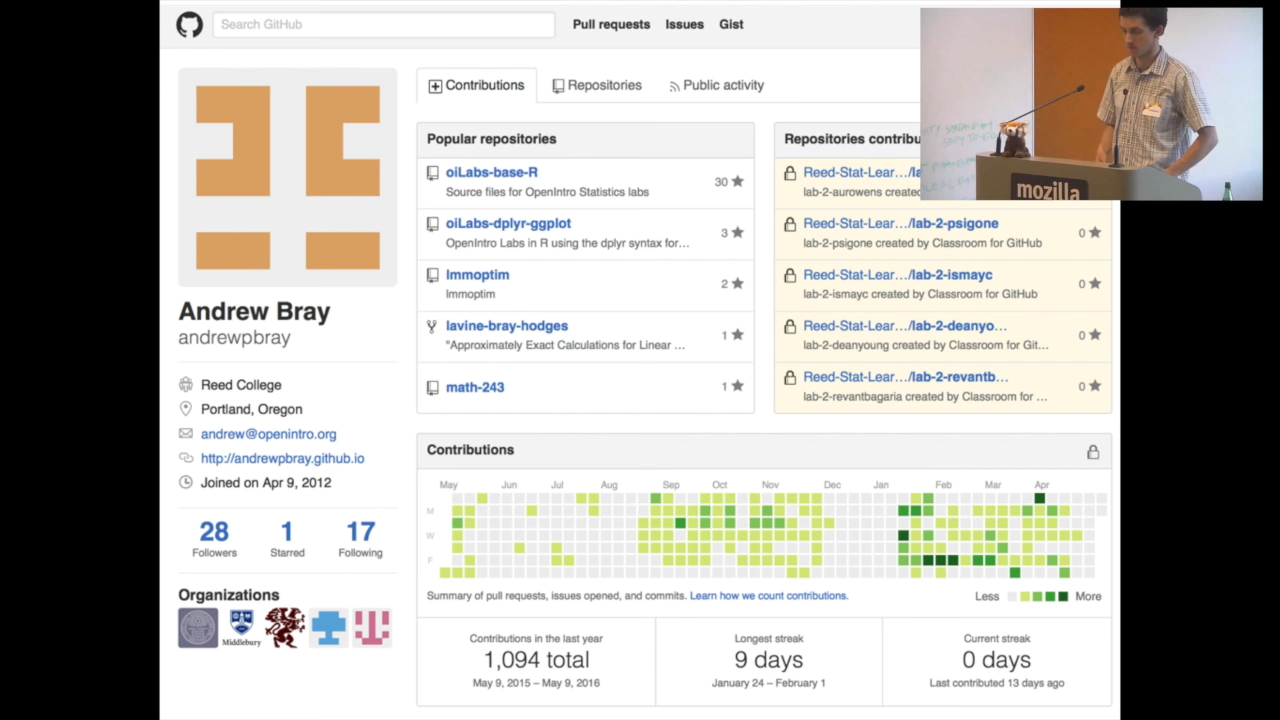 Search GitHub
Pull requests Issues Gist
Andrew Bray
andrewpbray
Reed College
Portland, Oregon
andrew@openintro.org
http://andrewpbray.github.io
Joined on Apr 9, 2012
28 1 17
Followers Starred Following
Organizations
Middlebury
Contributions Repositories Public activity
Popular repositories
oiLabs-base-R
Source files for OpenIntro Statistics labs
30
oiLabs-dplyr-ggplot
OpenIntro Labs in R using the dplyr syntax for…
3
lmmoptim
lmmoptim
2
lavine-bray-hodges
"Approximately Exact Calculations for Linear …
1
math-243
1
Repositories contribu
Reed-Stat-Lear…/la
lab-2-aurowens created
Reed-Stat-Lear…/lab-2-psigone
lab-2-psigone created by Classroom for GitHub
0
Reed-Stat-Lear…/lab-2-ismayc
lab-2-ismayc created by Classroom for GitHub
0
Reed-Stat-Lear…/lab-2-deanyo…
lab-2-deanyoung created by Classroom for Git…
0
Reed-Stat-Lear…/lab-2-revantb…
lab-2-revantbagaria created by Classroom for …
0
mozilla
Contributions
May Jun Jul Aug Sep Oct Nov Dec Jan Feb Mar Apr
M
W
F
Summary of pull requests, issues opened, and commits. Learn how we count contributions.
Less More
Contributions in the last year
1,094 total
May 9, 2015 – May 9, 2016
Longest streak
9 days
January 24 – February 1
Current streak
0 days
Last contributed 13 days ago